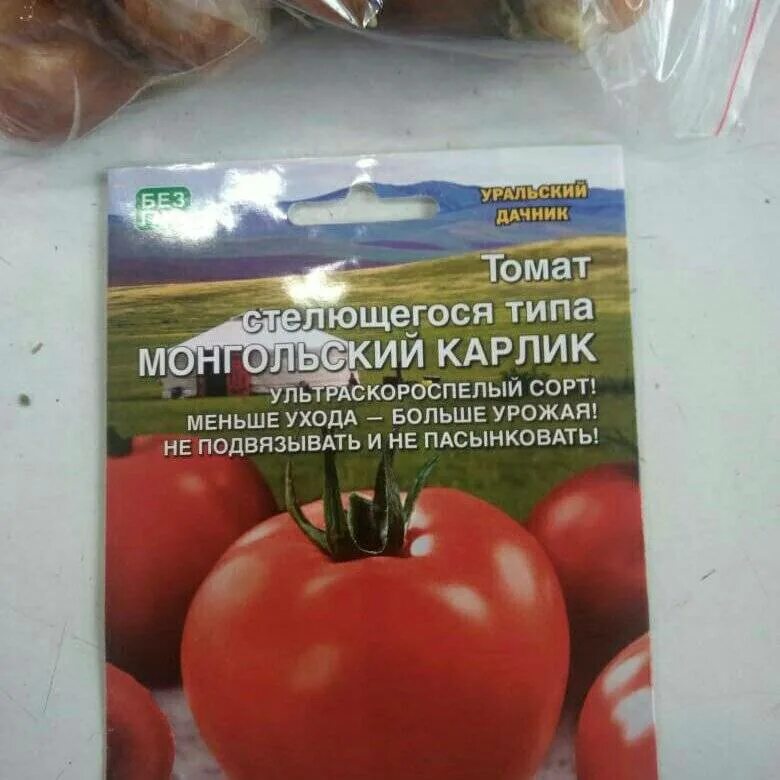 БЕЗ
УРАЛЬСКИЙ
ДАЧНИК
Томат
стелющегося типа
МОНГОЛЬСКИЙ КАРЛИК
УЛЬТРАСКОРОСПЕЛЫЙ СОРТ!
МЕНЬШЕ УХОДА — БОЛЬШЕ УРОЖАЯ!
НЕ ПОДВЯЗЫВАТЬ И НЕ ПАСЫНКОВАТЬ!